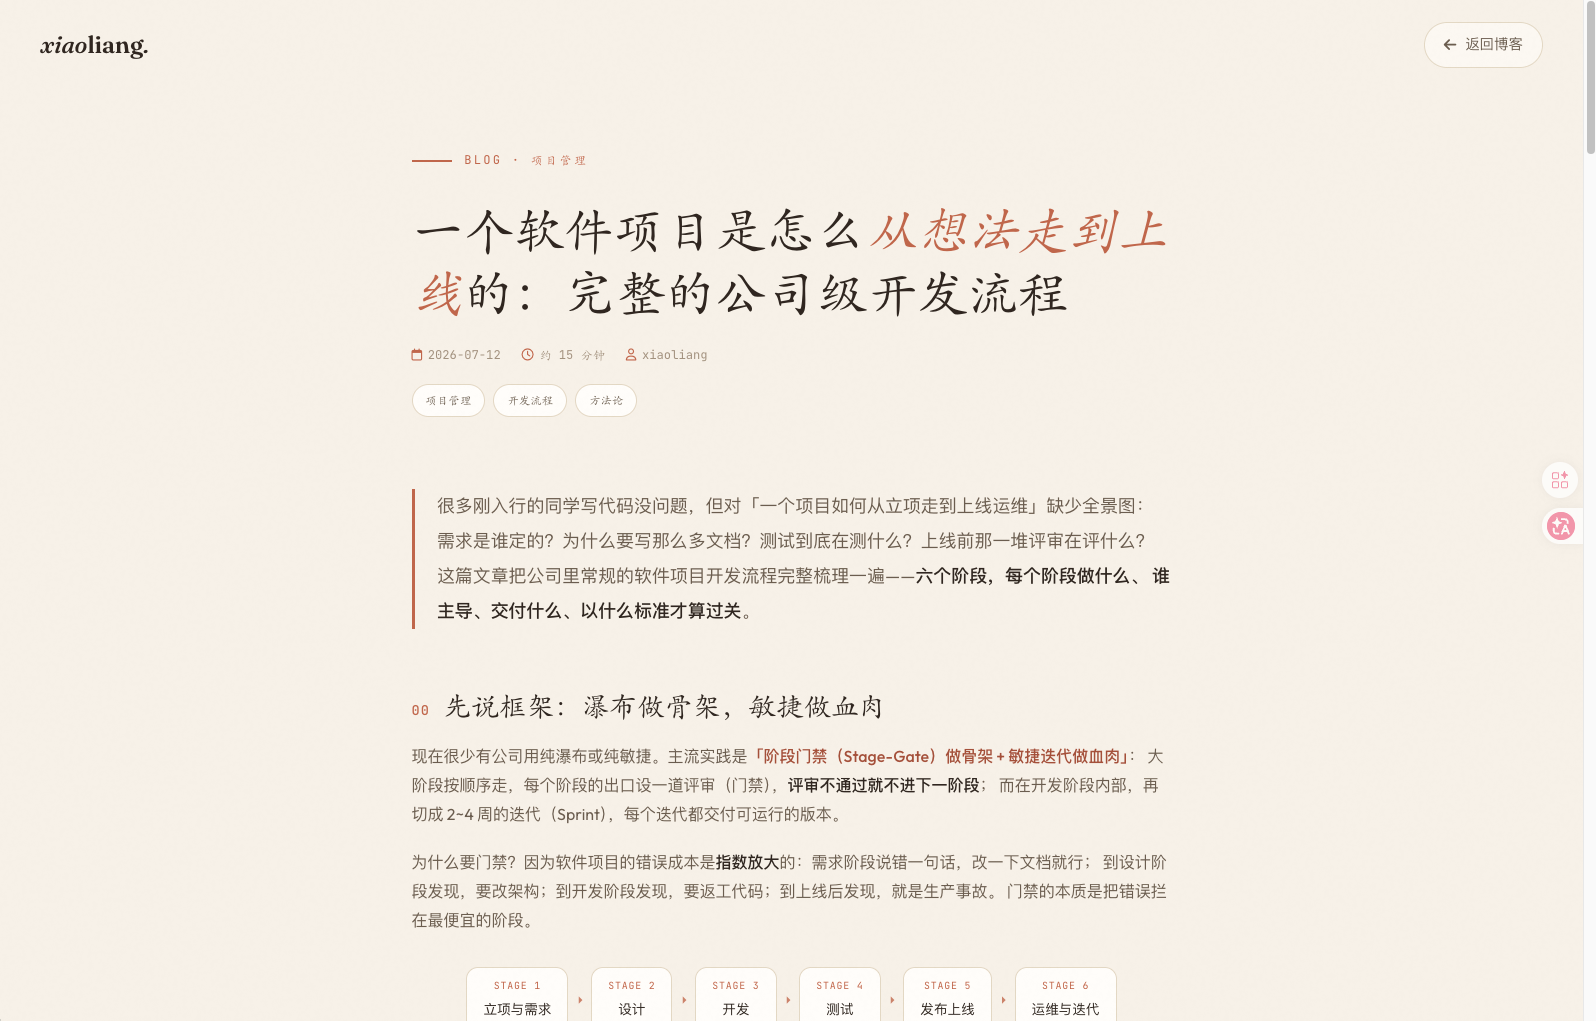 xiaoliang.
返回博客
BLOG · 项目管理
一个软件项目是怎么从想法走到上
线的：完整的公司级开发流程
2026-07-12 约 15 分钟 xiaoliang
项目管理 开发流程 方法论
很多刚入行的同学写代码没问题，但对「一个项目如何从立项走到上线运维」缺少全景图：
需求是谁定的？为什么要写那么多文档？测试到底在测什么？上线前那一堆评审在评什么？
这篇文章把公司里常规的软件项目开发流程完整梳理一遍——六个阶段，每个阶段做什么、 谁
主导、交付什么、以什么标准才算过关。
00 先说框架：瀑布做骨架，敏捷做血肉
现在很少有公司用纯瀑布或纯敏捷。主流实践是「阶段门禁（Stage-Gate）做骨架 + 敏捷迭代做血肉」： 大
阶段按顺序走，每个阶段的出口设一道评审（门禁），评审不通过就不进下一阶段； 而在开发阶段内部，再
切成 2~4 周的迭代（Sprint），每个迭代都交付可运行的版本。
为什么要门禁？因为软件项目的错误成本是指数放大的：需求阶段说错一句话，改一下文档就行； 到设计阶
段发现，要改架构；到开发阶段发现，要返工代码；到上线后发现，就是生产事故。 门禁的本质是把错误拦
在最便宜的阶段。
STAGE 1 STAGE 2 STAGE 3 STAGE 4 STAGE 5 STAGE 6
立项与需求 设计 开发 测试 发布上线 运维与迭代